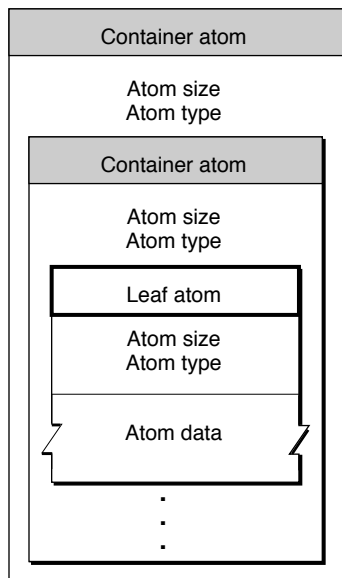 Container atom
Atom size
Atom type
Container atom
Atom size
Atom type
Leaf atom
Atom size
Atom type
Atom data
.
.
.